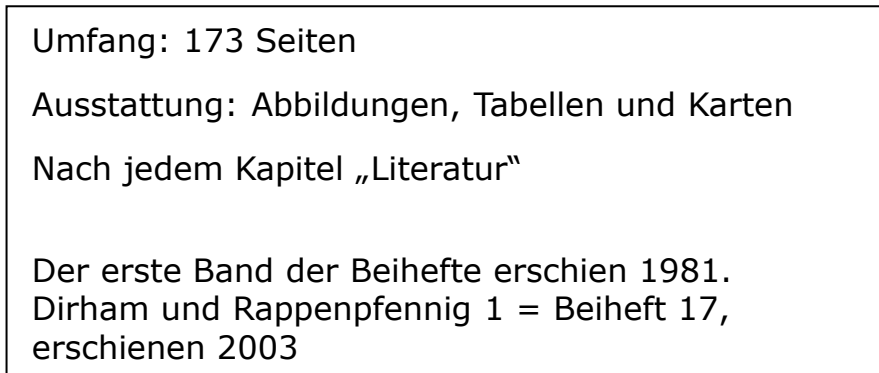 Umfang: 173 Seiten
Ausstattung: Abbildungen, Tabellen und Karten
Nach jedem Kapitel „Literatur“
Der erste Band der Beihefte erschien 1981.
Dirham und Rappenpfennig 1 = Beiheft 17,
erschienen 2003